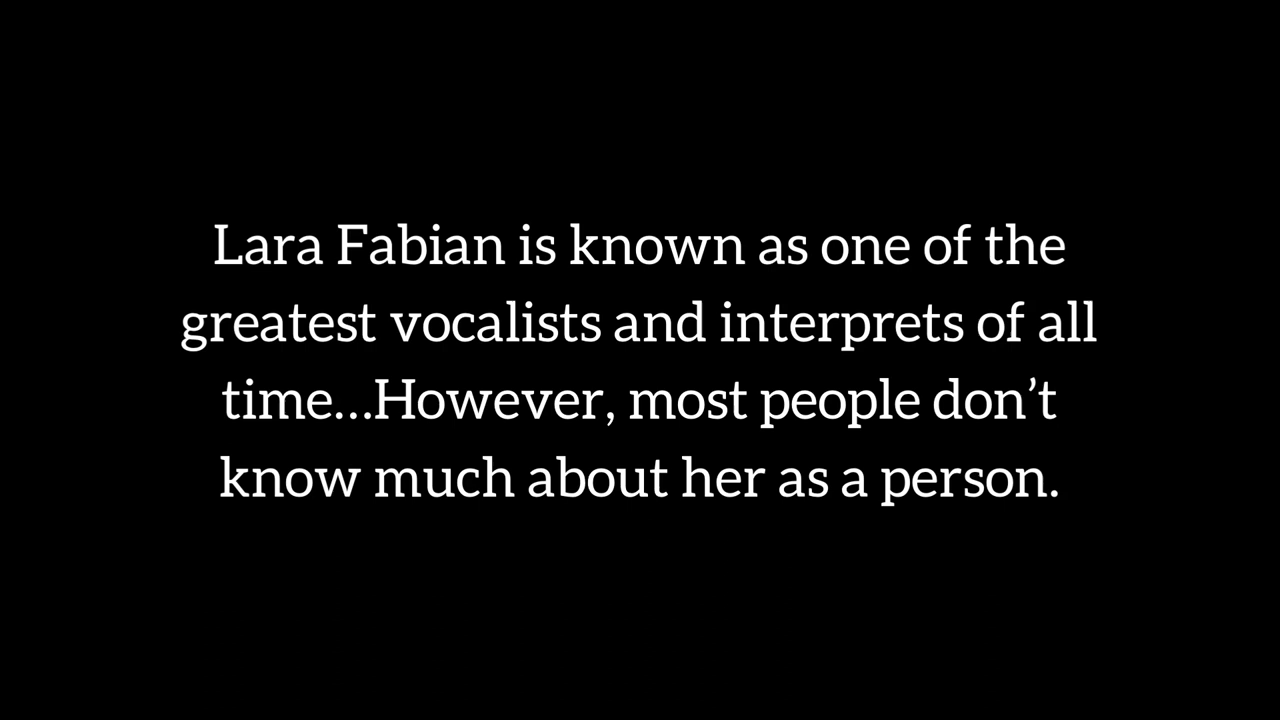 Lara Fabian is known as one of the
greatest vocalists and interprets of all
time...However, most people don’t
know much about her as a person.